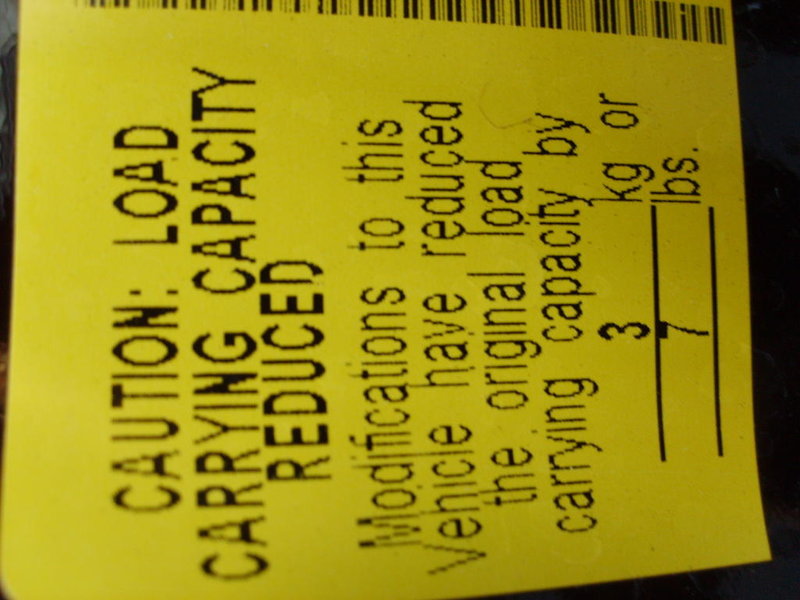 CAUTION: LOAD
CARRYING CAPACITY
REDUCED
Modifications to this
Vehicle have reduced
the original load
carrying capacity by
3 kg or
7 lbs.